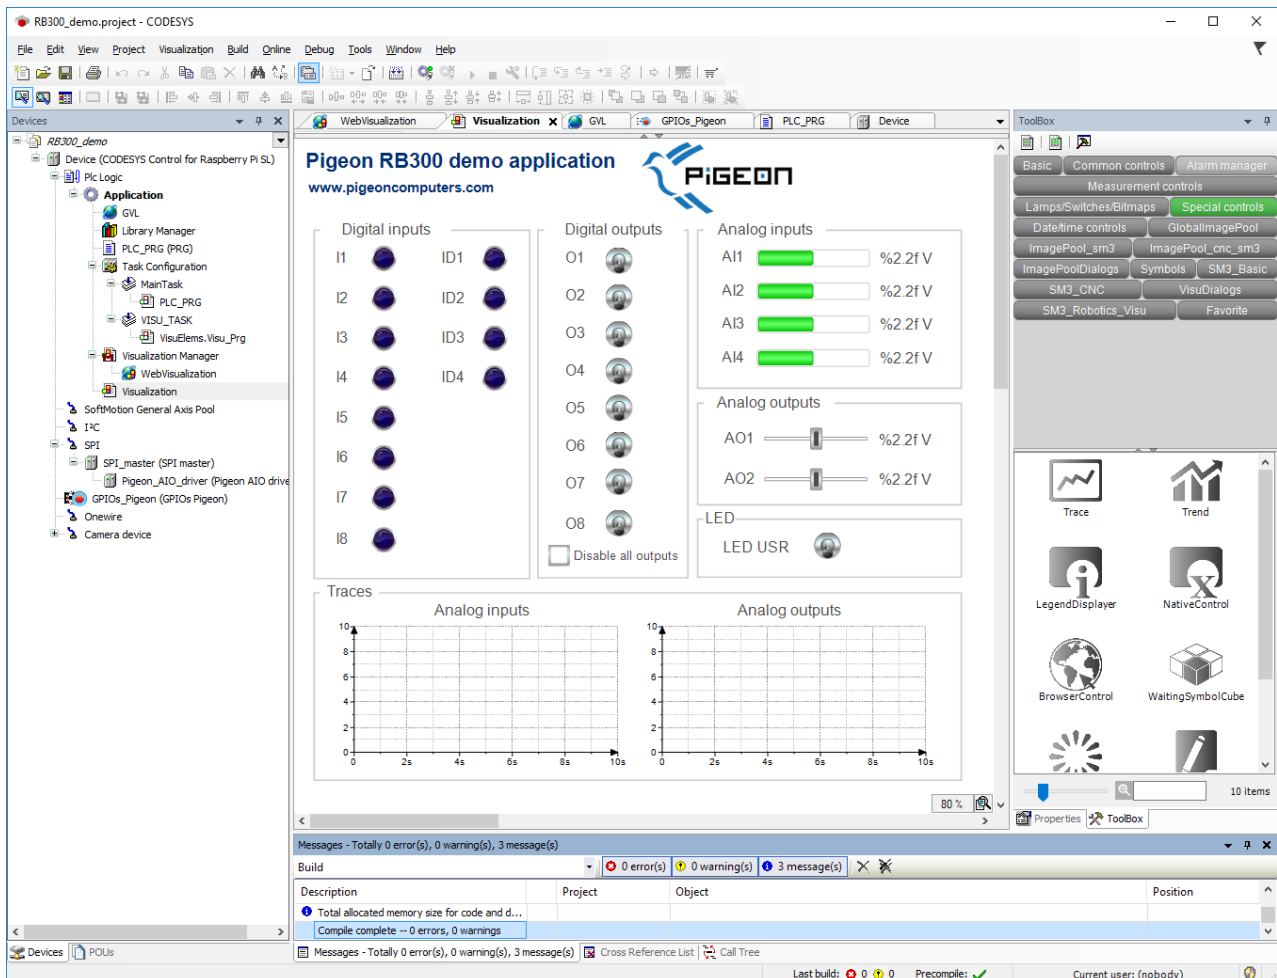 RB300_demo.project - CODESYS
File Edit View Project Visualization Build Online Debug Tools Window Help
Devices
WebVisualization Visualization GVL GPIOs_Pigeon PLC_PRG Device
ToolBox
RB300_demo
Device (CODESYS Control for Raspberry Pi SL)
Plc Logic
Application
GVL
Library Manager
PLC_PRG (PRG)
Task Configuration
MainTask
PLC_PRG
VISU_TASK
VisuElems.Visu_Prg
Visualization Manager
WebVisualization
Visualization
SoftMotion General Axis Pool
I²C
SPI
SPI_master (SPI master)
Pigeon_AIO_driver (Pigeon AIO drive
GPIOs_Pigeon (GPIOs Pigeon)
Onewire
Camera device
Devices POUs
Pigeon RB300 demo application
www.pigeoncomputers.com
PiGEON
Digital inputs
I1 ID1
I2 ID2
I3 ID3
I4 ID4
I5
I6
I7
I8
Digital outputs
O1
O2
O3
O4
O5
O6
O7
O8
Disable all outputs
Analog inputs
AI1 %2.2f V
AI2 %2.2f V
AI3 %2.2f V
AI4 %2.2f V
Analog outputs
AO1 %2.2f V
AO2 %2.2f V
LED
LED USR
Traces
Analog inputs
10
8
6
4
2
0
0 2s 4s 6s 8s 10s
Analog outputs
10
8
6
4
2
0
0 2s 4s 6s 8s 10s
80 %
Basic Common controls Alarm manager
Measurement controls
Lamps/Switches/Bitmaps Special controls
Date/time controls GlobalImagePool
ImagePool_sm3 ImagePool_cnc_sm3
ImagePoolDialogs Symbols SM3_Basic
SM3_CNC VisuDialogs
SM3_Robotics_Visu Favorite
Trace Trend
LegendDisplayer NativeControl
BrowserControl WaitingSymbolCube
10 items
Properties ToolBox
Messages - Totally 0 error(s), 0 warning(s), 3 message(s)
Build 0 error(s) 0 warning(s) 3 message(s)
Description Project Object Position
Total allocated memory size for code and d...
Compile complete -- 0 errors, 0 warnings
Messages - Totally 0 error(s), 0 warning(s), 3 message(s) Cross Reference List Call Tree
Last build: 0 0 Precompile: Current user: (nobody)